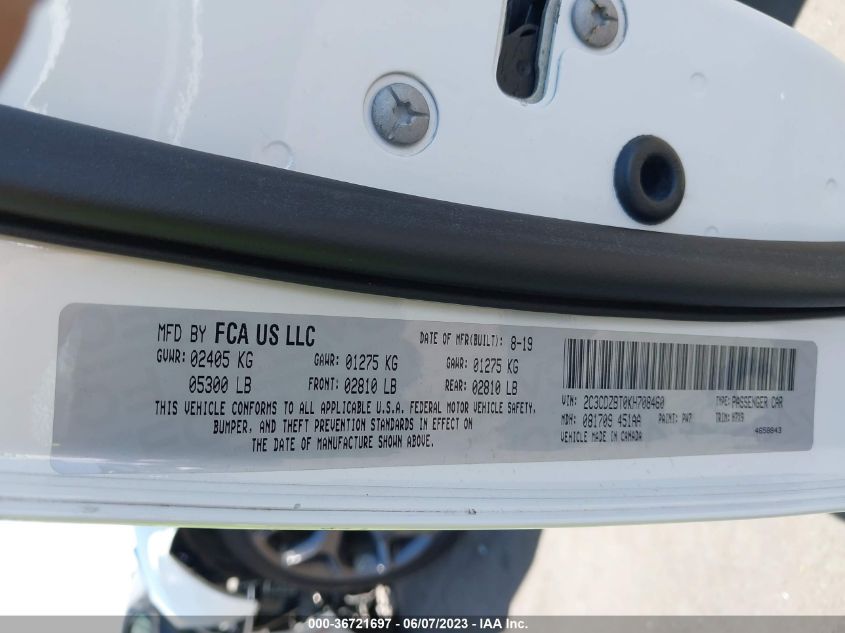 MFD BY FCA US LLC DATE OF MFR(BUILT): 8-19
GVWR: 02405 KG GAWR: 01275 KG GAWR: 01275 KG
05300 LB FRONT: 02810 LB REAR: 02810 LB
THIS VEHICLE CONFORMS TO ALL APPLICABLE U.S.A. FEDERAL MOTOR VEHICLE SAFETY,
BUMPER, AND THEFT PREVENTION STANDARDS IN EFFECT ON
THE DATE OF MANUFACTURE SHOWN ABOVE.
VIN: 2C3CDZBT0KH708460 TYPE: PASSENGER CAR
MDH: 081709 451AA PAINT: PW7 TRIM: H7X9
VEHICLE MADE IN CANADA 4658843
000-36721697 - 06/07/2023 - IAA Inc.